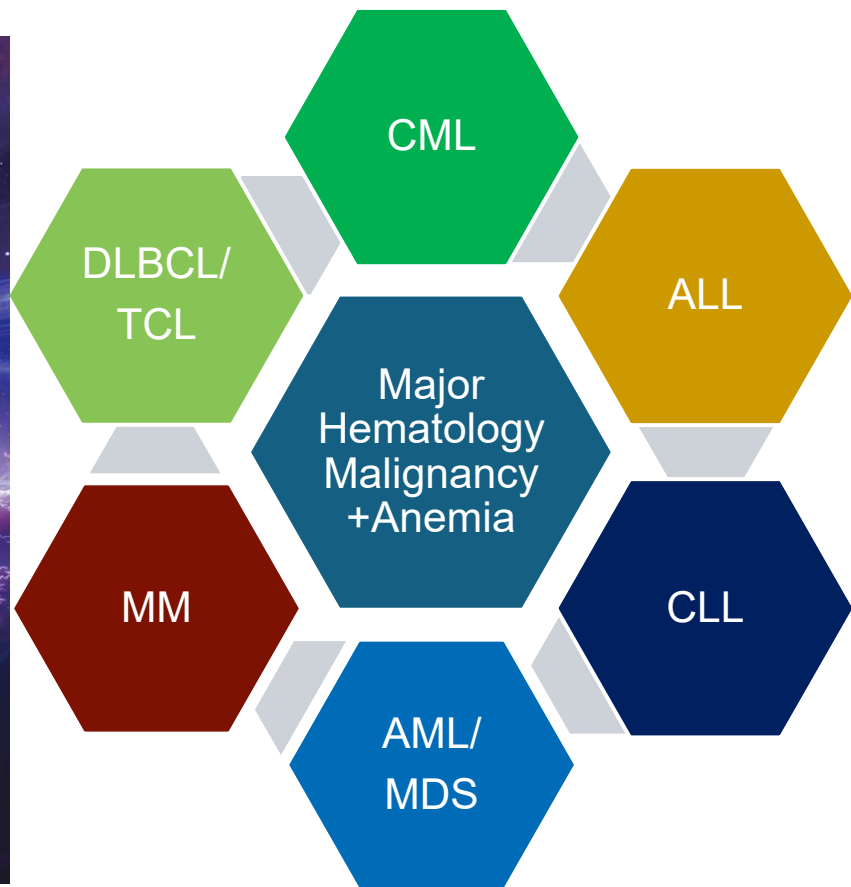 CML
DLBCL/
TCL
ALL
Major
Hematology
Malignancy
+Anemia
MM
CLL
AML/
MDS